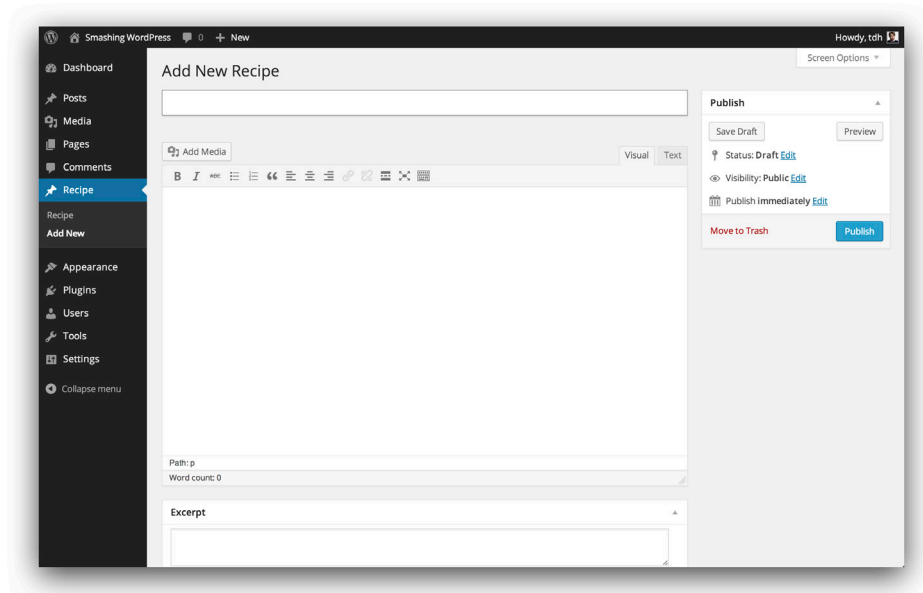 Smashing WordPress 0 + New Howdy, tdh
Screen Options
Dashboard
Posts
Media
Pages
Comments
Recipe
Recipe
Add New
Appearance
Plugins
Users
Tools
Settings
Collapse menu
Add New Recipe
Add Media
Visual Text
B I ABC
Path: p
Word count: 0
Excerpt
Publish
Save Draft Preview
Status: Draft Edit
Visibility: Public Edit
Publish immediately Edit
Move to Trash Publish